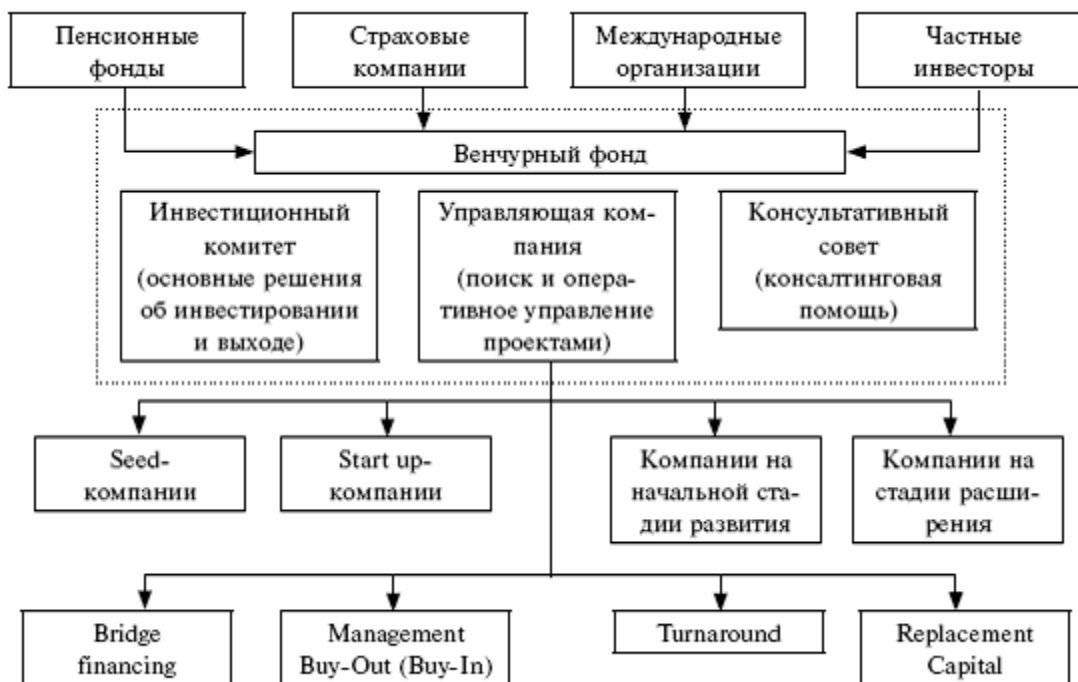 Пенсионные
фонды
Страховые
компании
Международные
организации
Частные
инвесторы
Венчурный фонд
Инвестиционный
комитет
(основные решения
об инвестировании
и выходе)
Управляющая ком-
пания
(поиск и опера-
тивное управление
проектами)
Консультативный
совет
(консалтинговая
помощь)
Seed-
компании
Start up-
компании
Компании на
начальной ста-
дии развития
Компании на
стадии расши-
рения
Bridge
financing
Management
Buy-Out (Buy-In)
Turnaround
Replacement
Capital